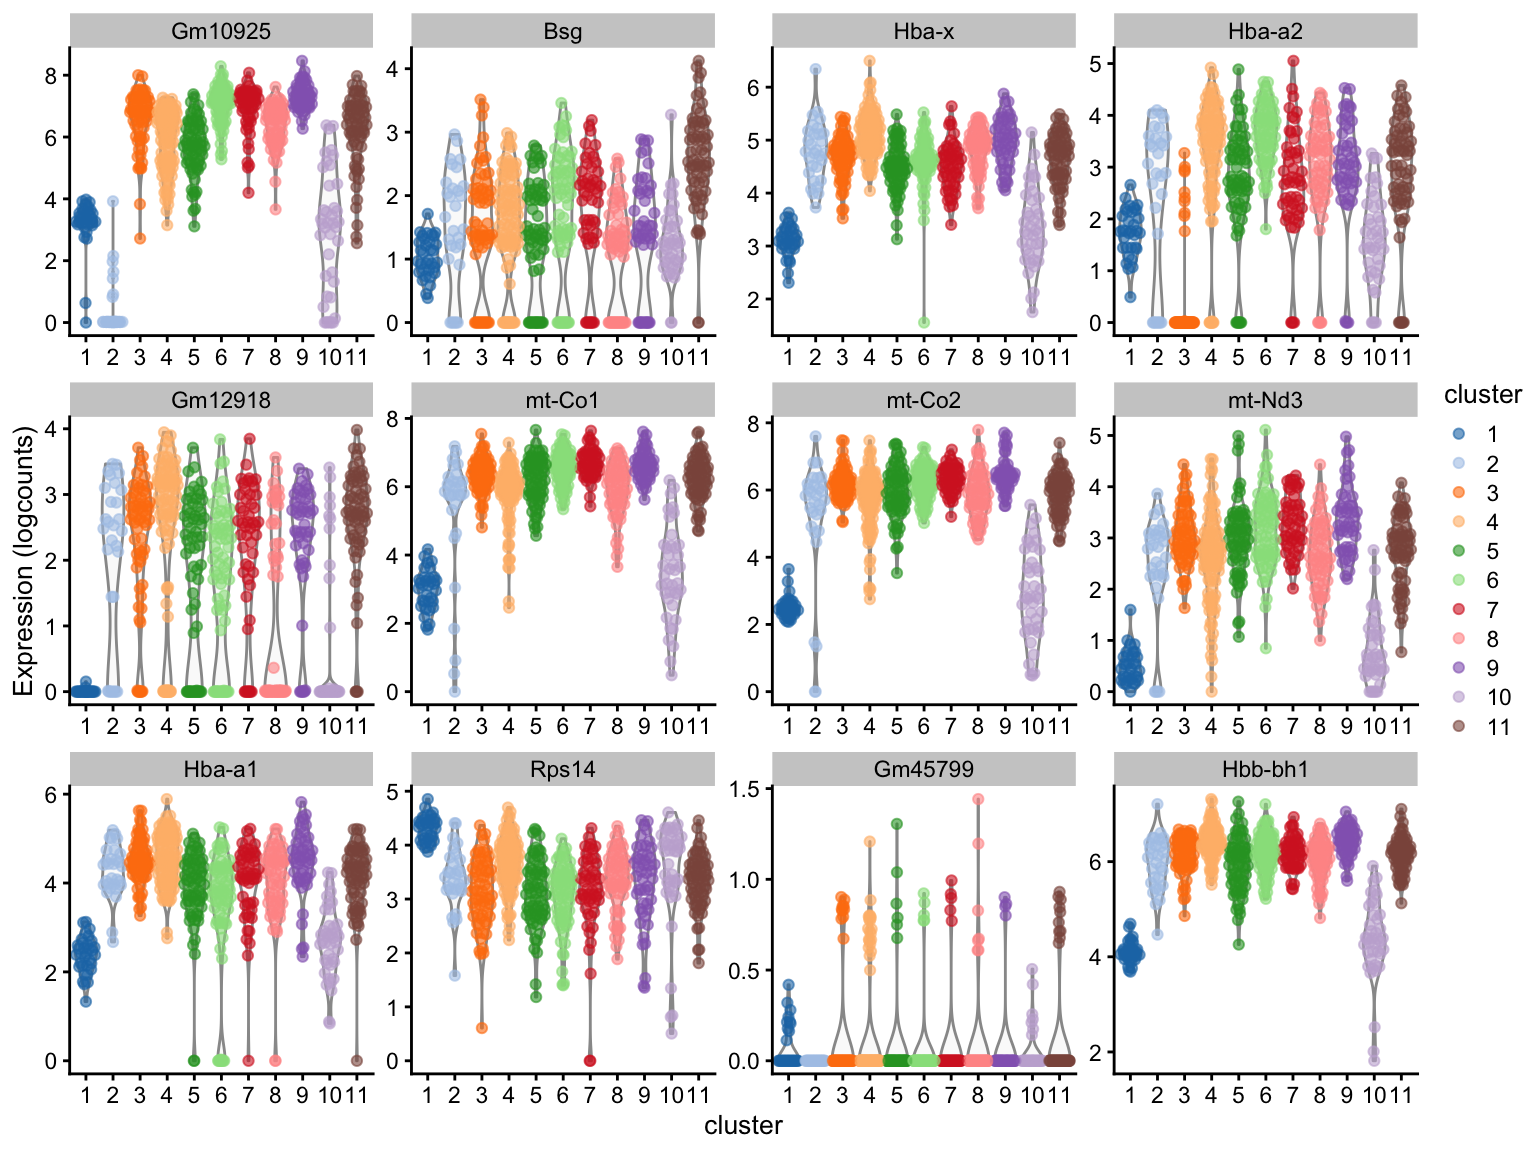 Gm10925 Bsg Hba-x Hba-a2
8 4 6 5
6 3 5 4
4 2 4 3
2 1 3 2
0 0 2 1
0
1 2 3 4 5 6 7 8 9 10 11 1 2 3 4 5 6 7 8 9 10 11 1 2 3 4 5 6 7 8 9 10 11 1 2 3 4 5 6 7 8 9 10 11
Gm12918 mt-Co1 mt-Co2 mt-Nd3
Expression (logcounts)
4 8 8 5
3 6 6 4
2 4 4 3
1 2 2 2
0 0 0 1
0
1 2 3 4 5 6 7 8 9 10 11 1 2 3 4 5 6 7 8 9 10 11 1 2 3 4 5 6 7 8 9 10 11 1 2 3 4 5 6 7 8 9 10 11
Hba-a1 Rps14 Gm45799 Hbb-bh1
6 5 1.5 6
4 4 1.0 4
2 3 0.5 2
0 2 0.0
1
0
1 2 3 4 5 6 7 8 9 10 11 1 2 3 4 5 6 7 8 9 10 11 1 2 3 4 5 6 7 8 9 10 11 1 2 3 4 5 6 7 8 9 10 11
cluster
cluster
1
2
3
4
5
6
7
8
9
10
11